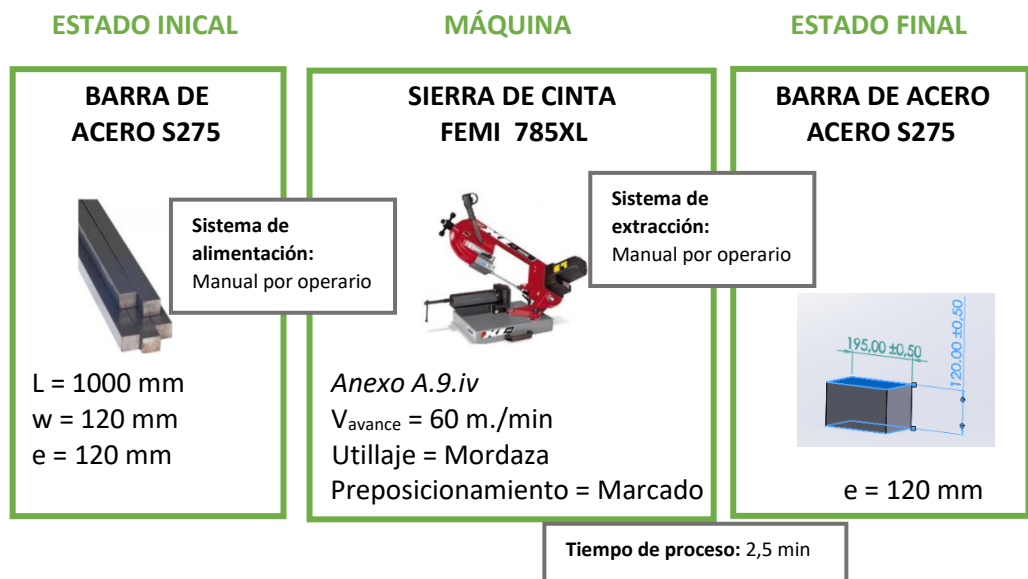 ESTADO INICAL
MÁQUINA
ESTADO FINAL
BARRA DE
ACERO S275
Sistema de
alimentación:
Manual por operario
L = 1000 mm
w = 120 mm
e = 120 mm
SIERRA DE CINTA
FEMI 785XL
Sistema de
extracción:
Manual por operario
Anexo A.9.iv
Vavance = 60 m./min
Utillaje = Mordaza
Preposicionamiento = Marcado
BARRA DE ACERO
ACERO S275
195,00 ±0,50
120,00 ±0,50
e = 120 mm
Tiempo de proceso: 2,5 min